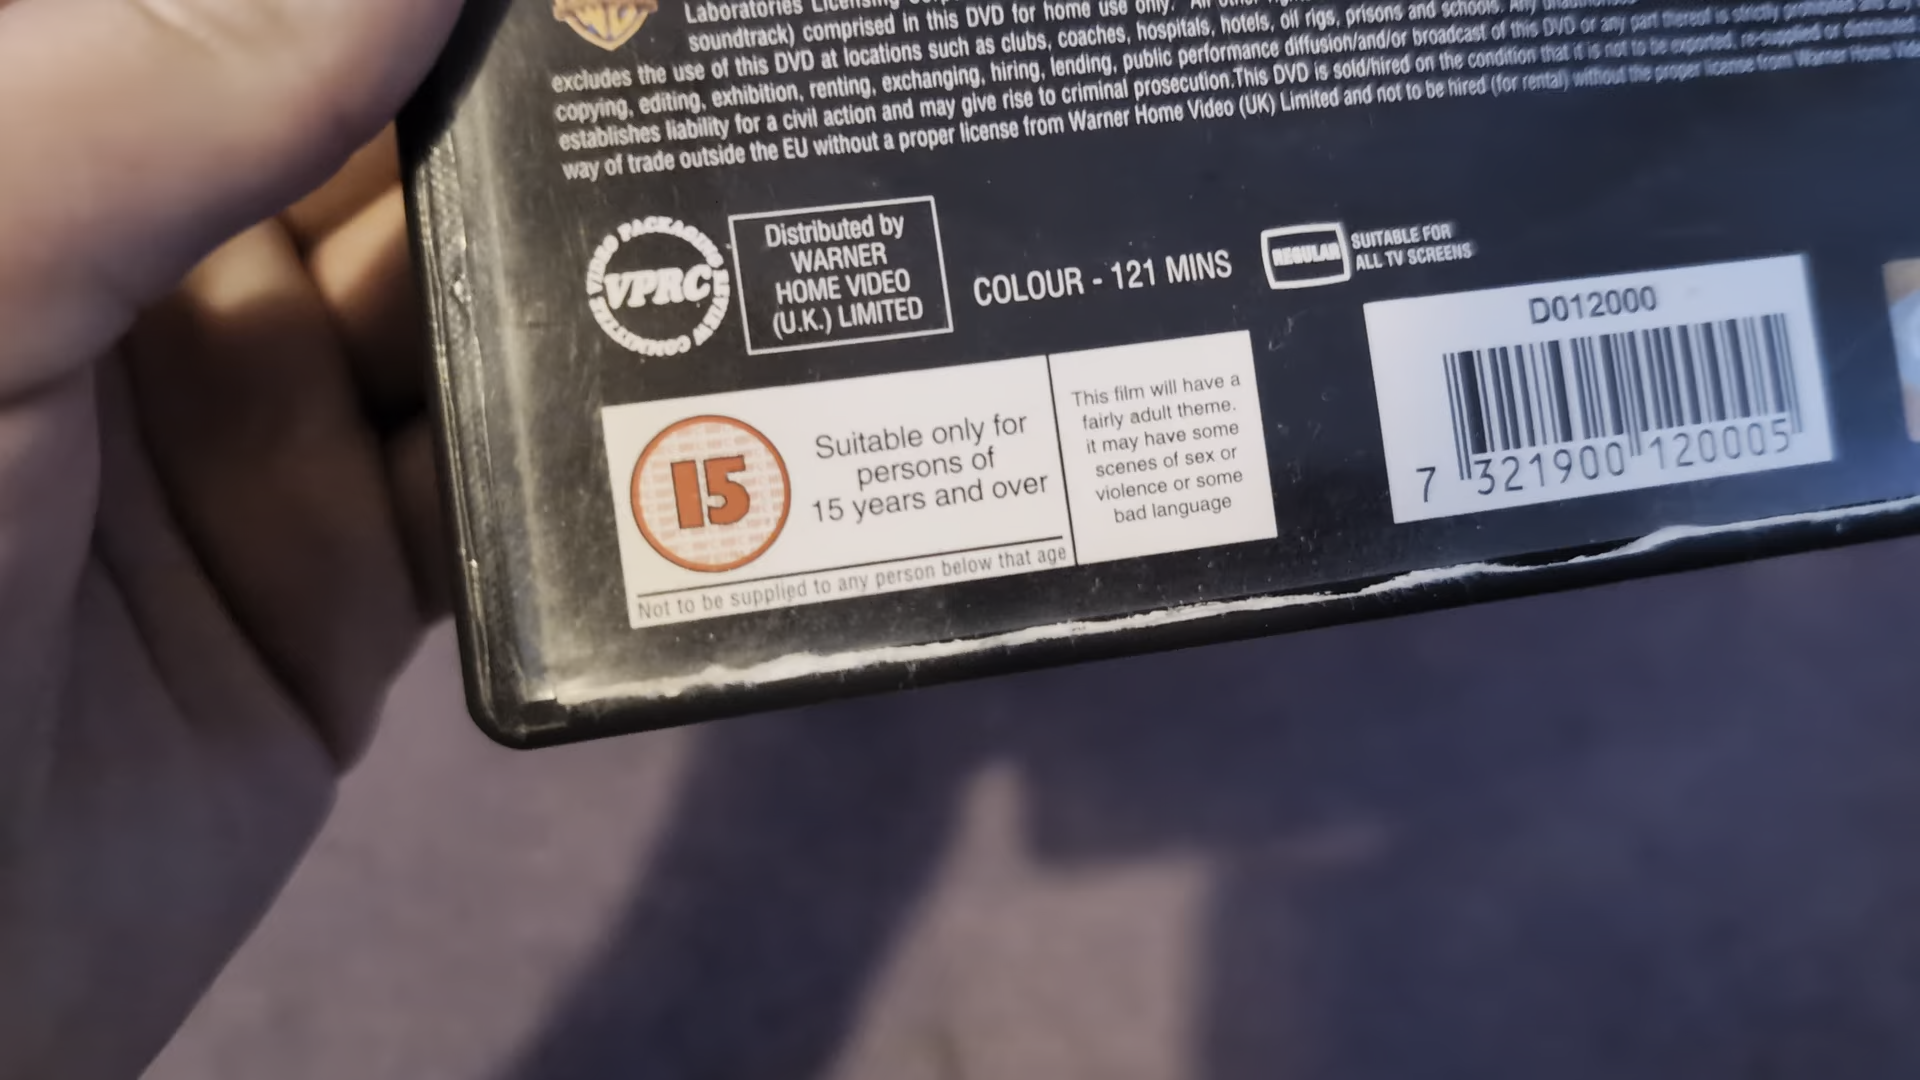 Laboratories Licensing
soundtrack) comprised in this DVD for home use only. All other
excludes the use of this DVD at locations such as clubs, coaches, hospitals, hotels, oil rigs, prisons and schools. Any
copying, editing, exhibition, renting, exchanging, hiring, lending, public performance diffusion/and/or broadcast of this DVD or any part thereof is strictly prohibited
establishes liability for a civil action and may give rise to criminal prosecution.This DVD is sold/hired on the condition that it is not to be exported, re-supplied or distributed
way of trade outside the EU without a proper license from Warner Home Video (UK) Limited and not to be hired (for rental) without the proper license from Warner Home
VIDEO PACKAGING REVIEW COMMITTEE
VPRC
Distributed by
WARNER
HOME VIDEO
(U.K.) LIMITED
COLOUR - 121 MINS
REGULAR
SUITABLE FOR
ALL TV SCREENS
15
Suitable only for
persons of
15 years and over
Not to be supplied to any person below that age
This film will have a
fairly adult theme.
it may have some
scenes of sex or
violence or some
bad language
D012000
7 321900 120005